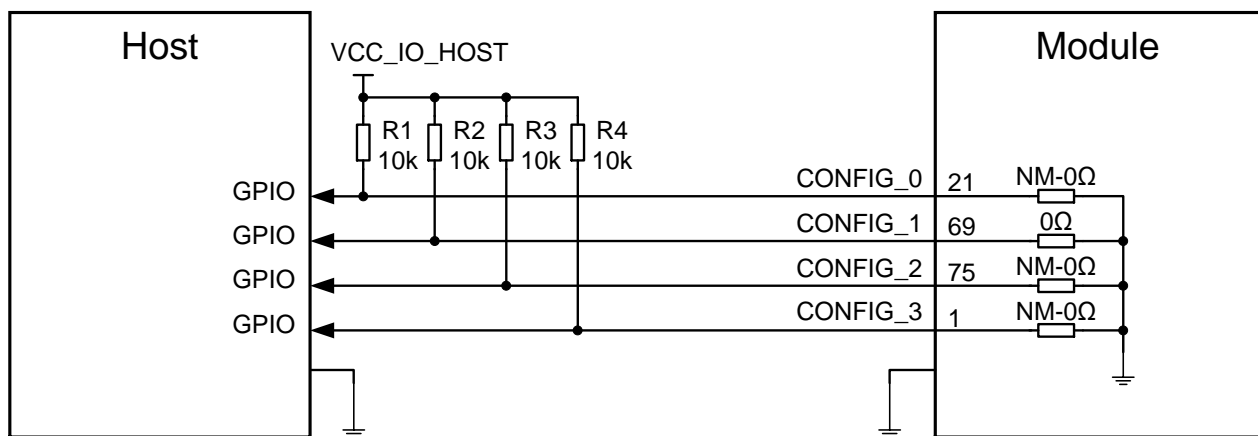 Host
Module
VCC_IO_HOST
R1 R2 R3 R4
10k 10k 10k 10k
GPIO CONFIG_0 21 NM-0Ω
GPIO CONFIG_1 69 0Ω
GPIO CONFIG_2 75 NM-0Ω
GPIO CONFIG_3 1 NM-0Ω